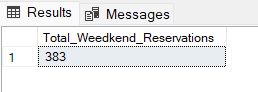 Results Messages
Total_Weedkend_Reservations
1 383